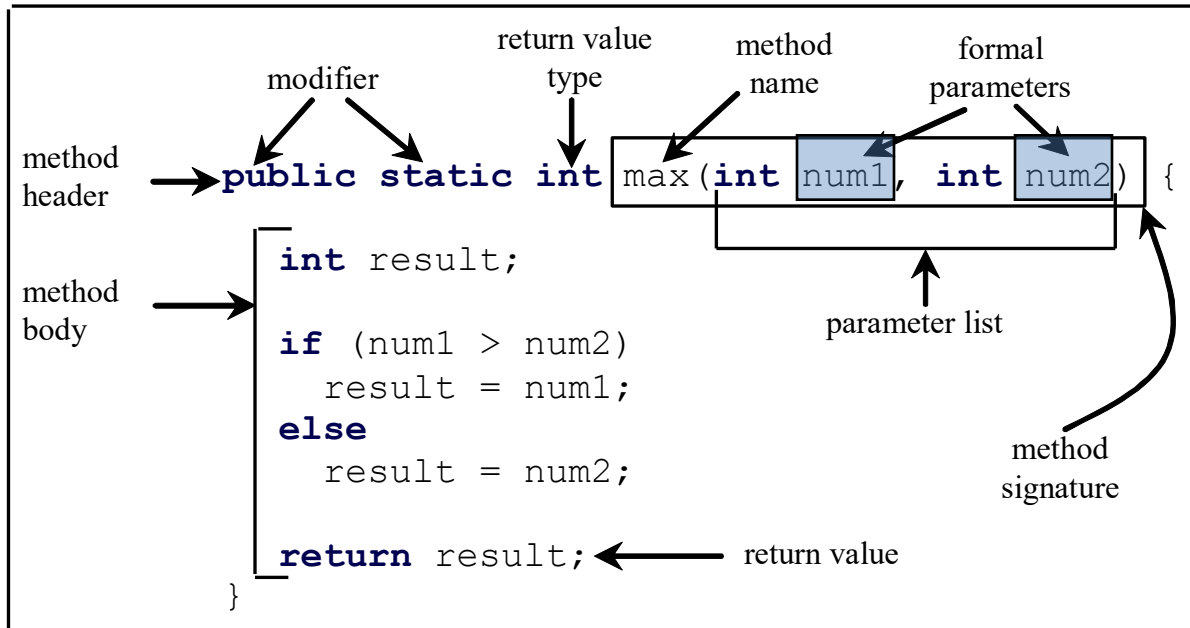 return value
type
method
name
formal
parameters
modifier
method
header
public static int max(int num1, int num2) {
int result;
method
body
parameter list
if (num1 > num2)
result = num1;
else
result = num2;
method
signature
return result;
return value
}